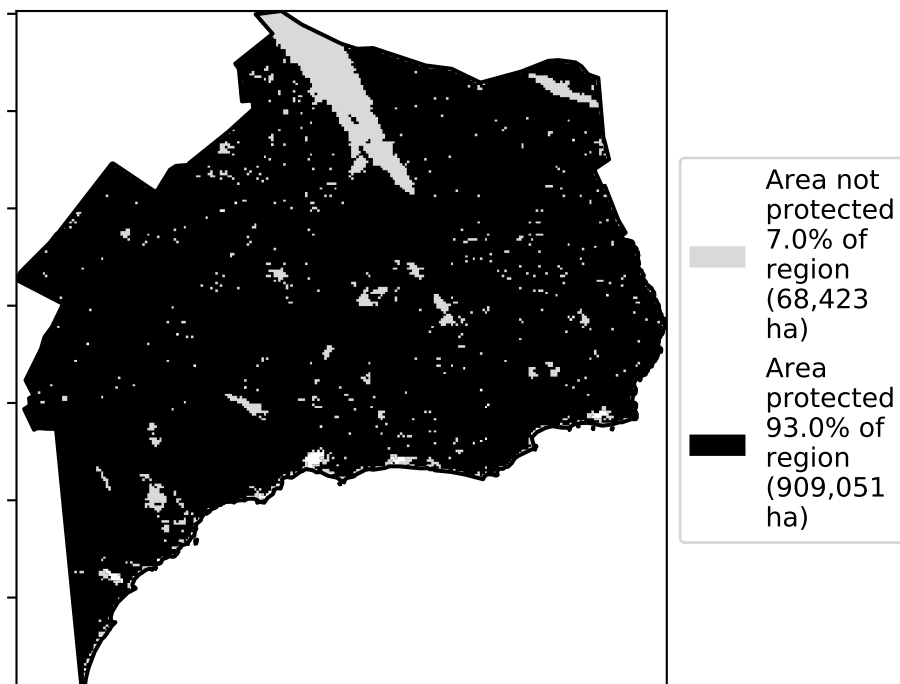 Area not
protected
7.0% of
region
(68,423
ha)
Area
protected
93.0% of
region
(909,051
ha)